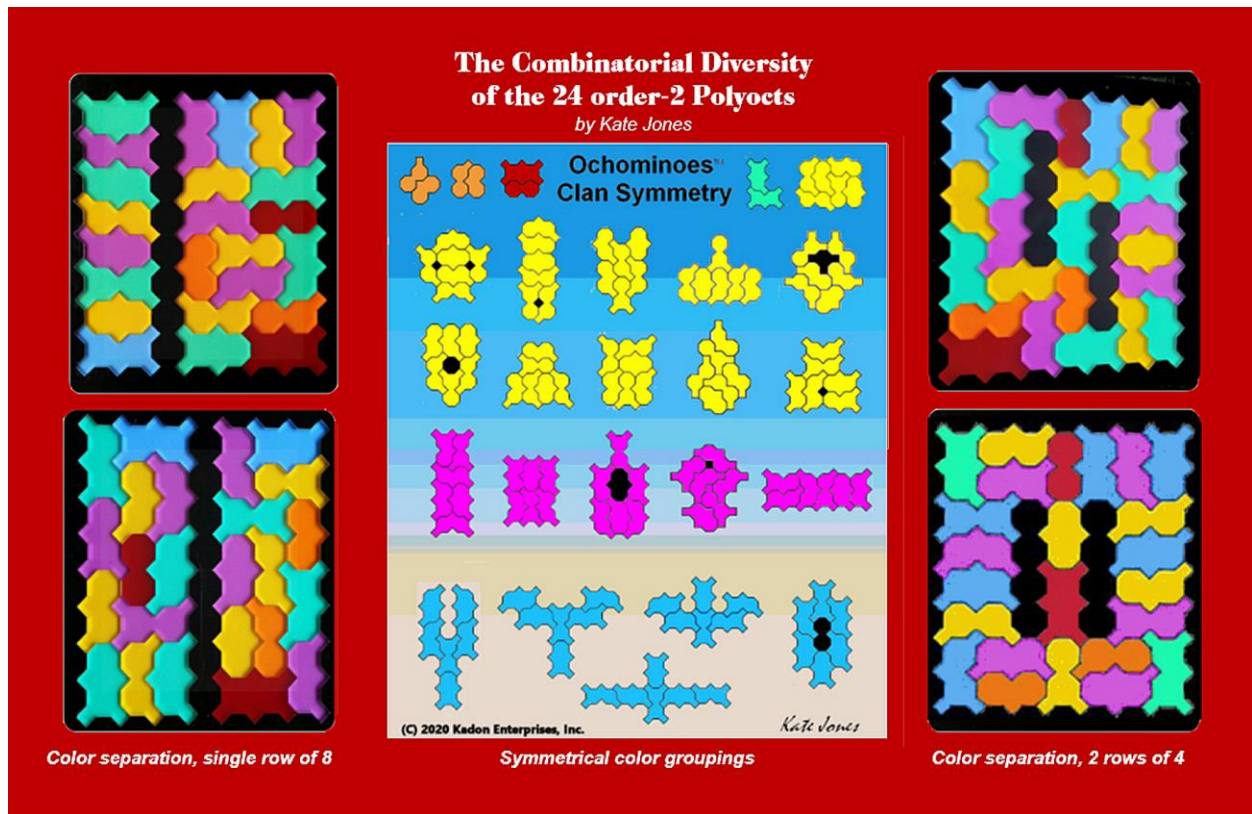 The Combinatorial Diversity
of the 24 order-2 Polyocts
by Kate Jones
Ochominoes™
Clan Symmetry
(C) 2020 Kadon Enterprises, Inc.
Kate Jones
Color separation, single row of 8
Symmetrical color groupings
Color separation, 2 rows of 4